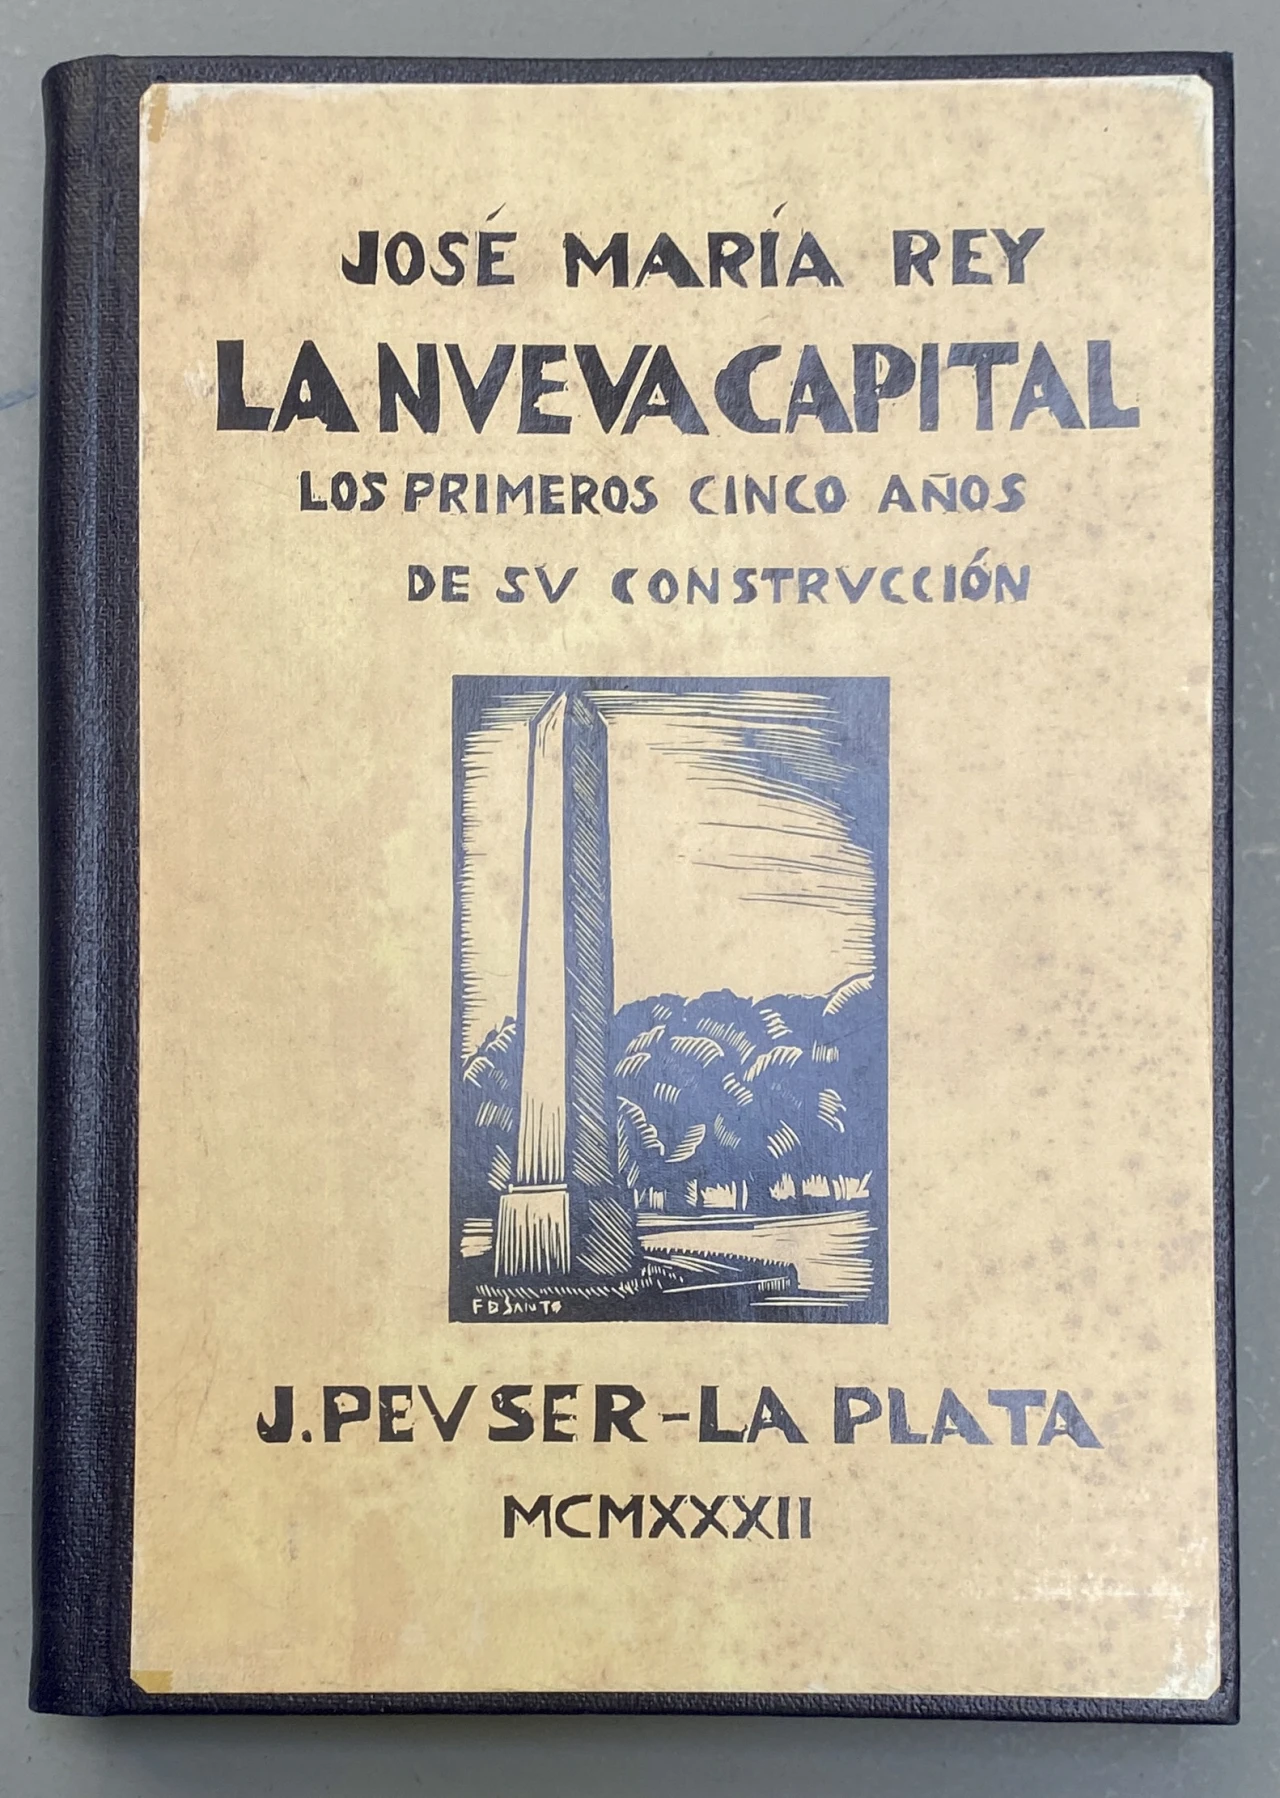 JOSÉ MARÍA REY
LA NVEVA CAPITAL
LOS PRIMEROS CINCO AÑOS
DE SV CONSTRVCCIÓN
F D SANTO
J. PEVSER - LA PLATA
MCMXXXII